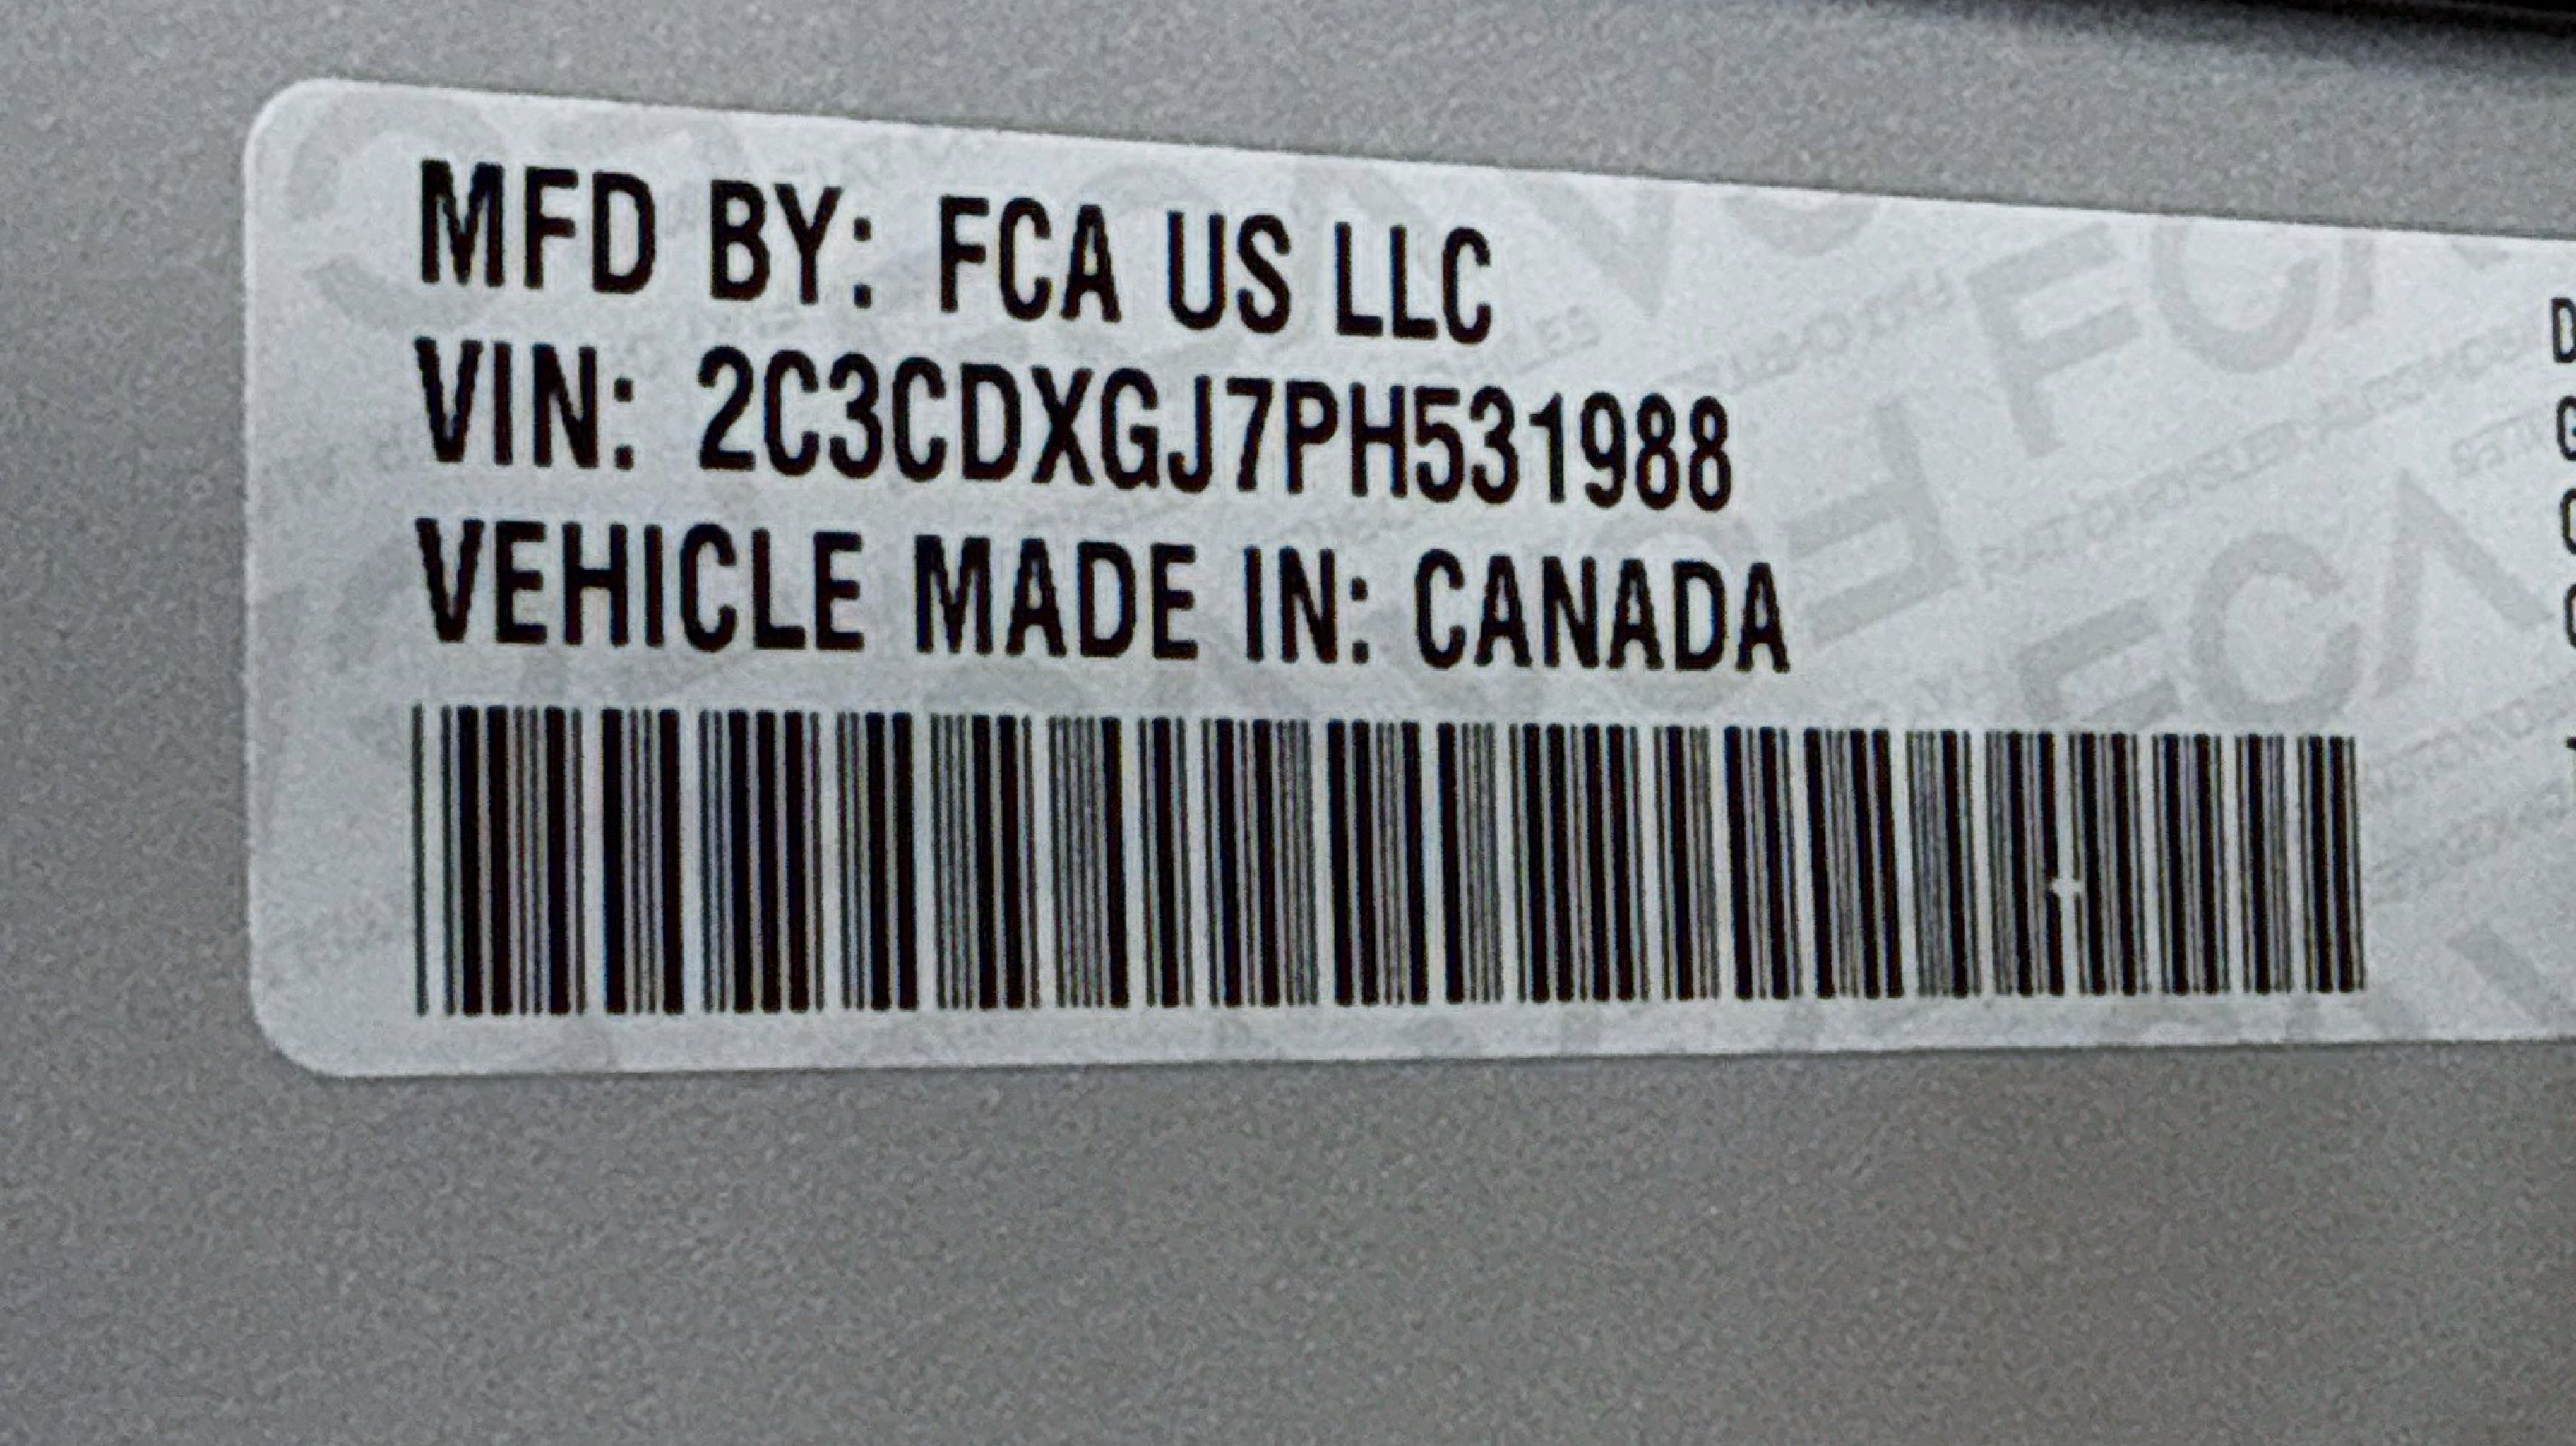 MFD BY: FCA US LLC
VIN: 2C3CDXGJ7PH531988
VEHICLE MADE IN: CANADA